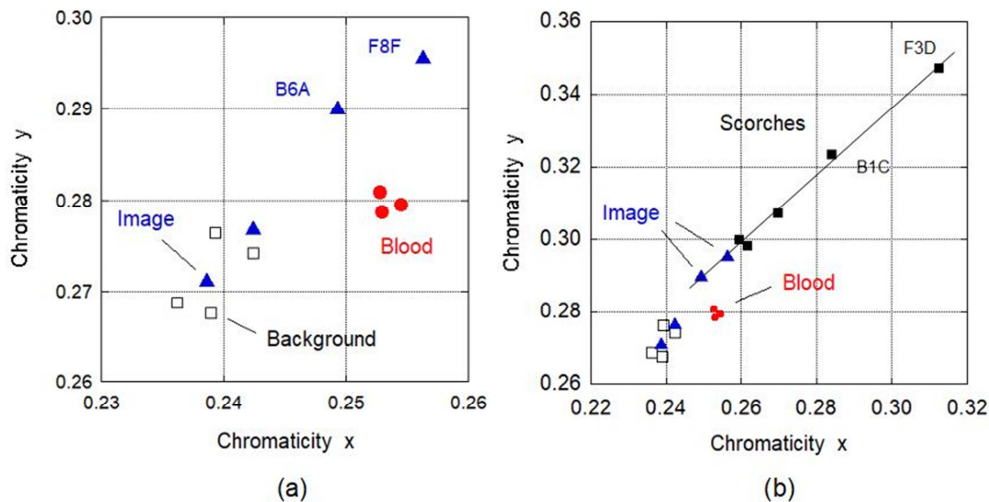 0.30
0.29
0.28
0.27
0.26
0.23
0.24
0.25
0.26
Chromaticity y
Chromaticity x
F8F
B6A
Image
Blood
Background
(a)
0.36
0.34
0.32
0.30
0.28
0.26
0.22
0.24
0.26
0.28
0.30
0.32
Chromaticity y
Chromaticity x
F3D
Scorches
B1C
Image
Blood
(b)